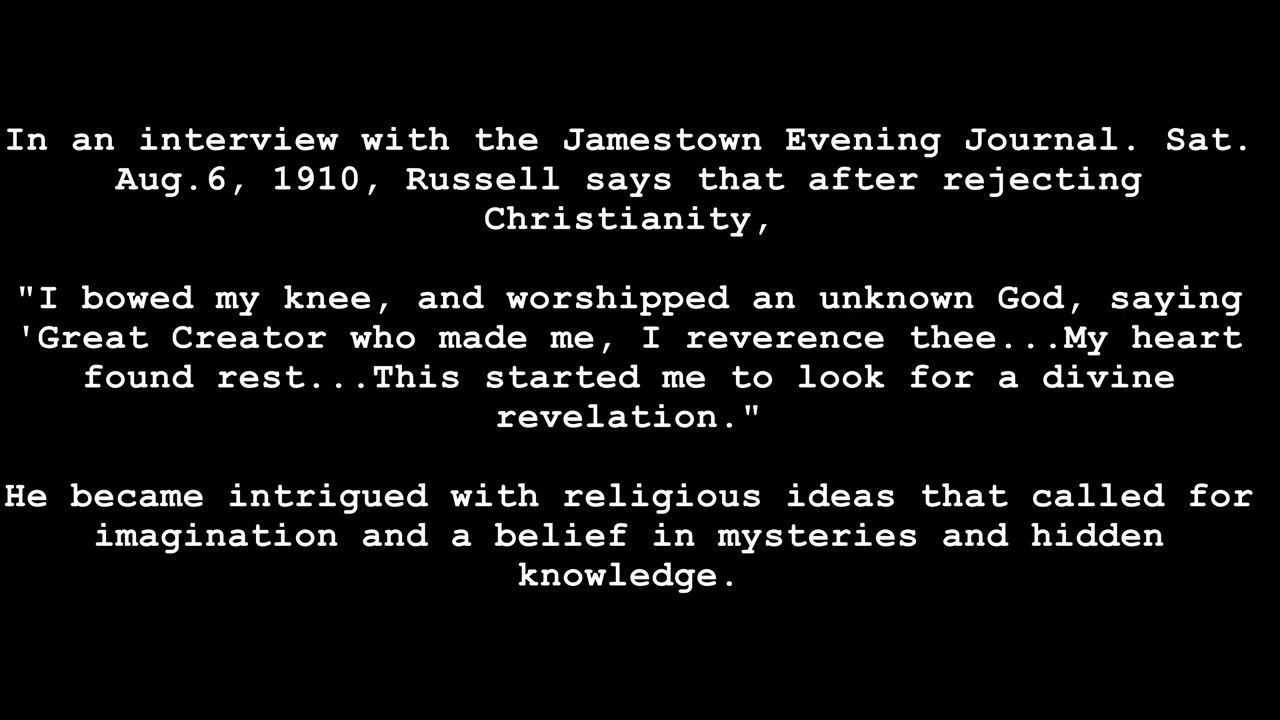 In an interview with the Jamestown Evening Journal. Sat.
Aug.6, 1910, Russell says that after rejecting
Christianity,
"I bowed my knee, and worshipped an unknown God, saying
'Great Creator who made me, I reverence thee...My heart
found rest...This started me to look for a divine
revelation."
He became intrigued with religious ideas that called for
imagination and a belief in mysteries and hidden
knowledge.